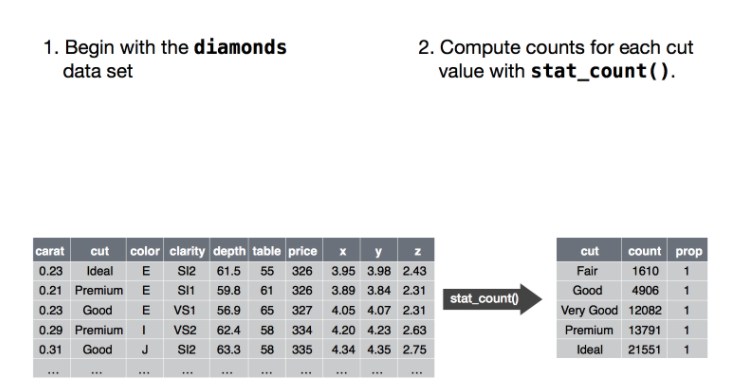 1. Begin with the diamonds
data set
2. Compute counts for each cut
value with stat_count().
carat cut color clarity depth table price x y z
0.23 Ideal E SI2 61.5 55 326 3.95 3.98 2.43
0.21 Premium E SI1 59.8 61 326 3.89 3.84 2.31
0.23 Good E VS1 56.9 65 327 4.05 4.07 2.31
0.29 Premium I VS2 62.4 58 334 4.20 4.23 2.63
0.31 Good J SI2 63.3 58 335 4.34 4.35 2.75
... ... ... ... ... ... ... ... ... ...
stat_count()
cut count prop
Fair 1610 1
Good 4906 1
Very Good 12082 1
Premium 13791 1
Ideal 21551 1